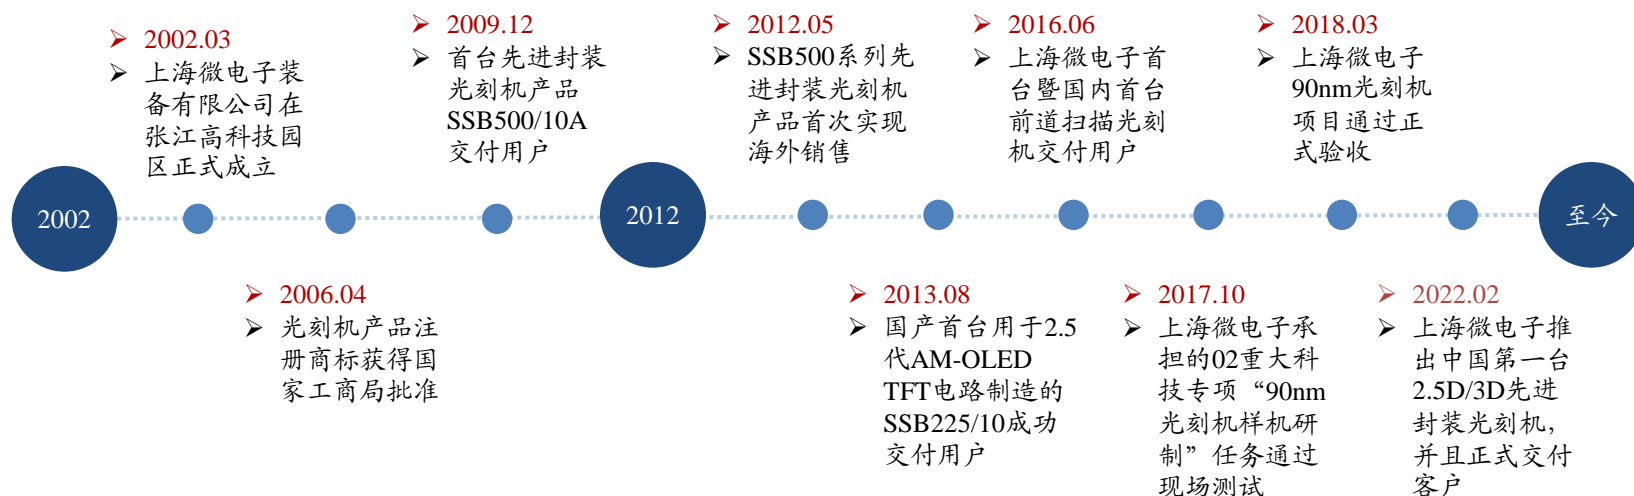 2002.03
上海微电子装
备有限公司在
张江高科技园
区正式成立
2009.12
首台先进封装
光刻机产品
SSB500/10A
交付用户
2012.05
SSB500系列先
进封装光刻机
产品首次实现
海外销售
2016.06
上海微电子首
台暨国内首台
前道扫描光刻
机交付用户
2018.03
上海微电子
90nm光刻机
项目通过正
式验收
2002
2012
至今
2006.04
光刻机产品注
册商标获得国
家工商局批准
2013.08
国产首台用于2.5
代AM-OLED
TFT电路制造的
SSB225/10成功
交付用户
2017.10
上海微电子承
担的02重大科
技专项“90nm
光刻机样机研
制”任务通过
现场测试
2022.02
上海微电子推
出中国第一台
2.5D/3D先进
封装光刻机，
并且正式交付
客户